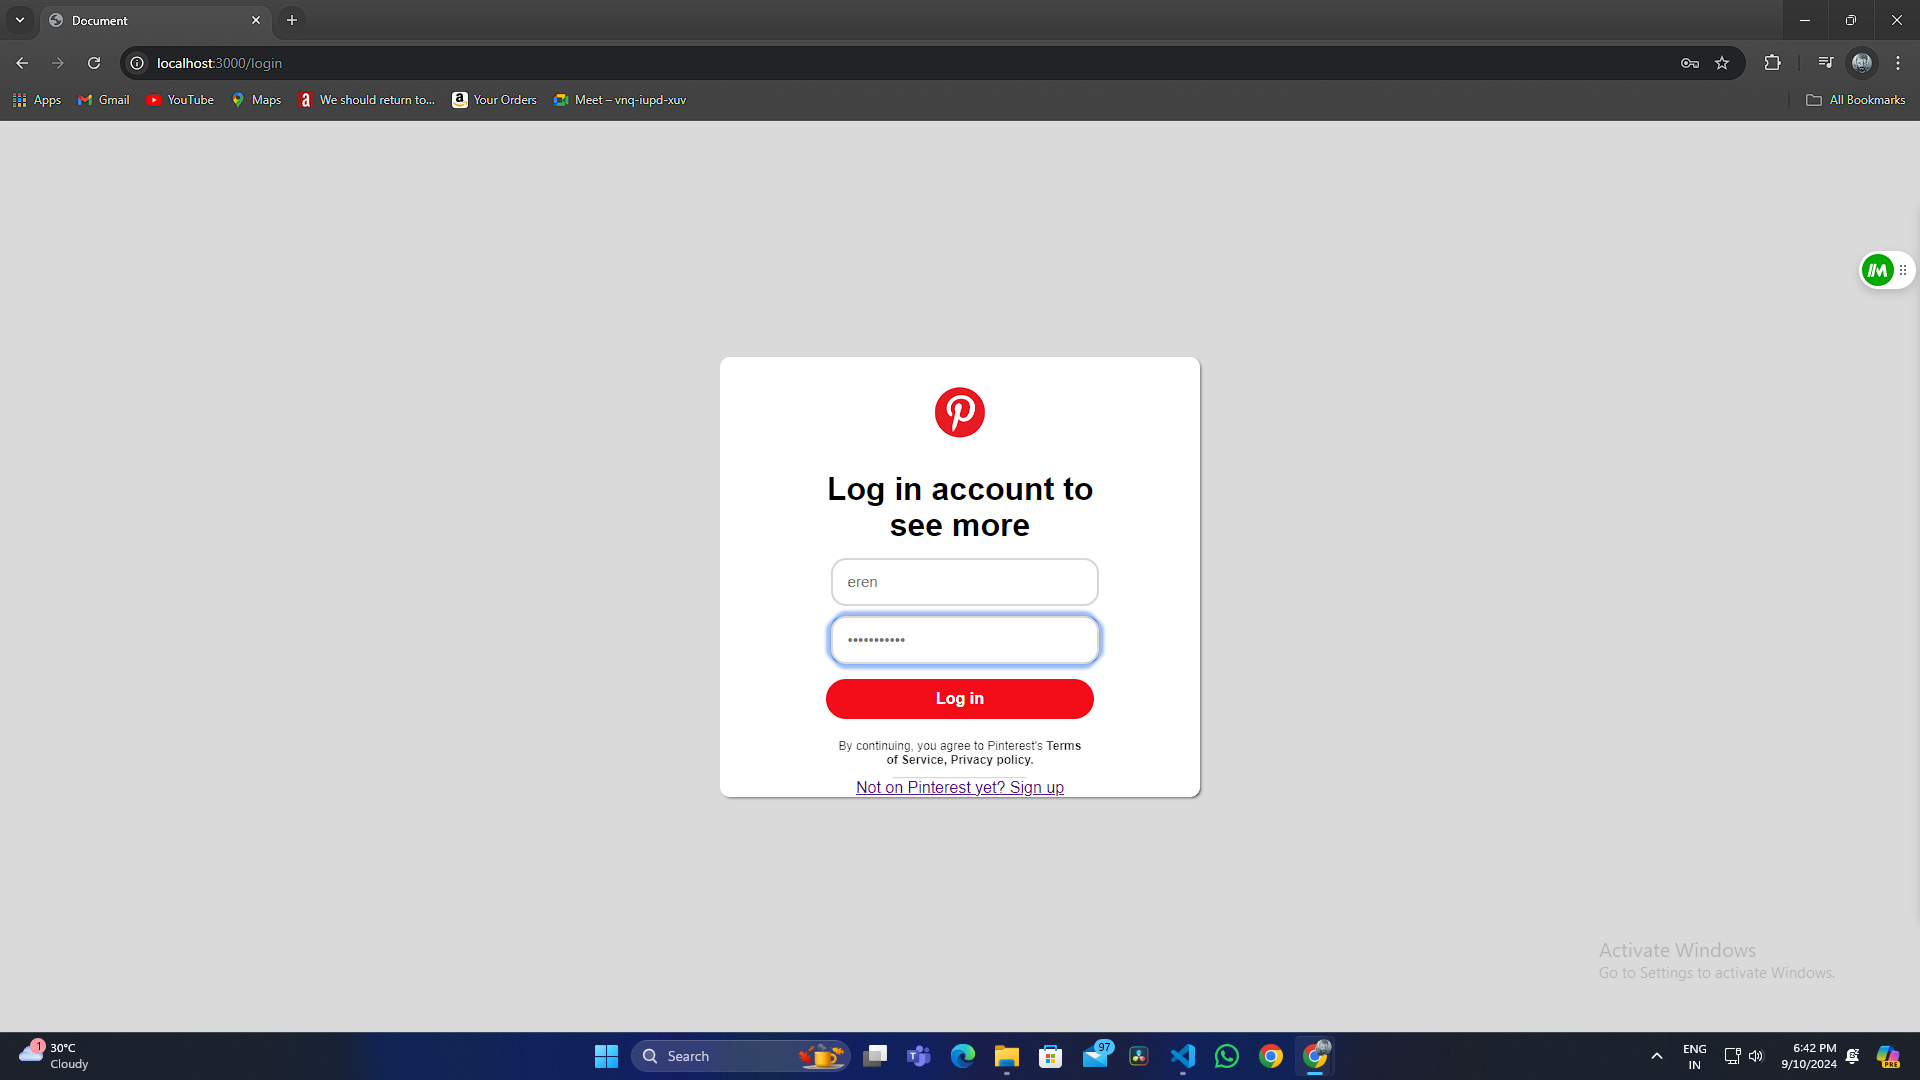 Document
localhost:3000/login
Apps
Gmail
YouTube
Maps
We should return to...
Your Orders
Meet – vnq-iupd-xuv
All Bookmarks
Log in account to
see more
eren
Log in
By continuing, you agree to Pinterest's Terms
of Service, Privacy policy.
Not on Pinterest yet? Sign up
Activate Windows
Go to Settings to activate Windows.
1
30°C
Cloudy
Search
97
PRE
ENG
IN
6:42 PM
9/10/2024